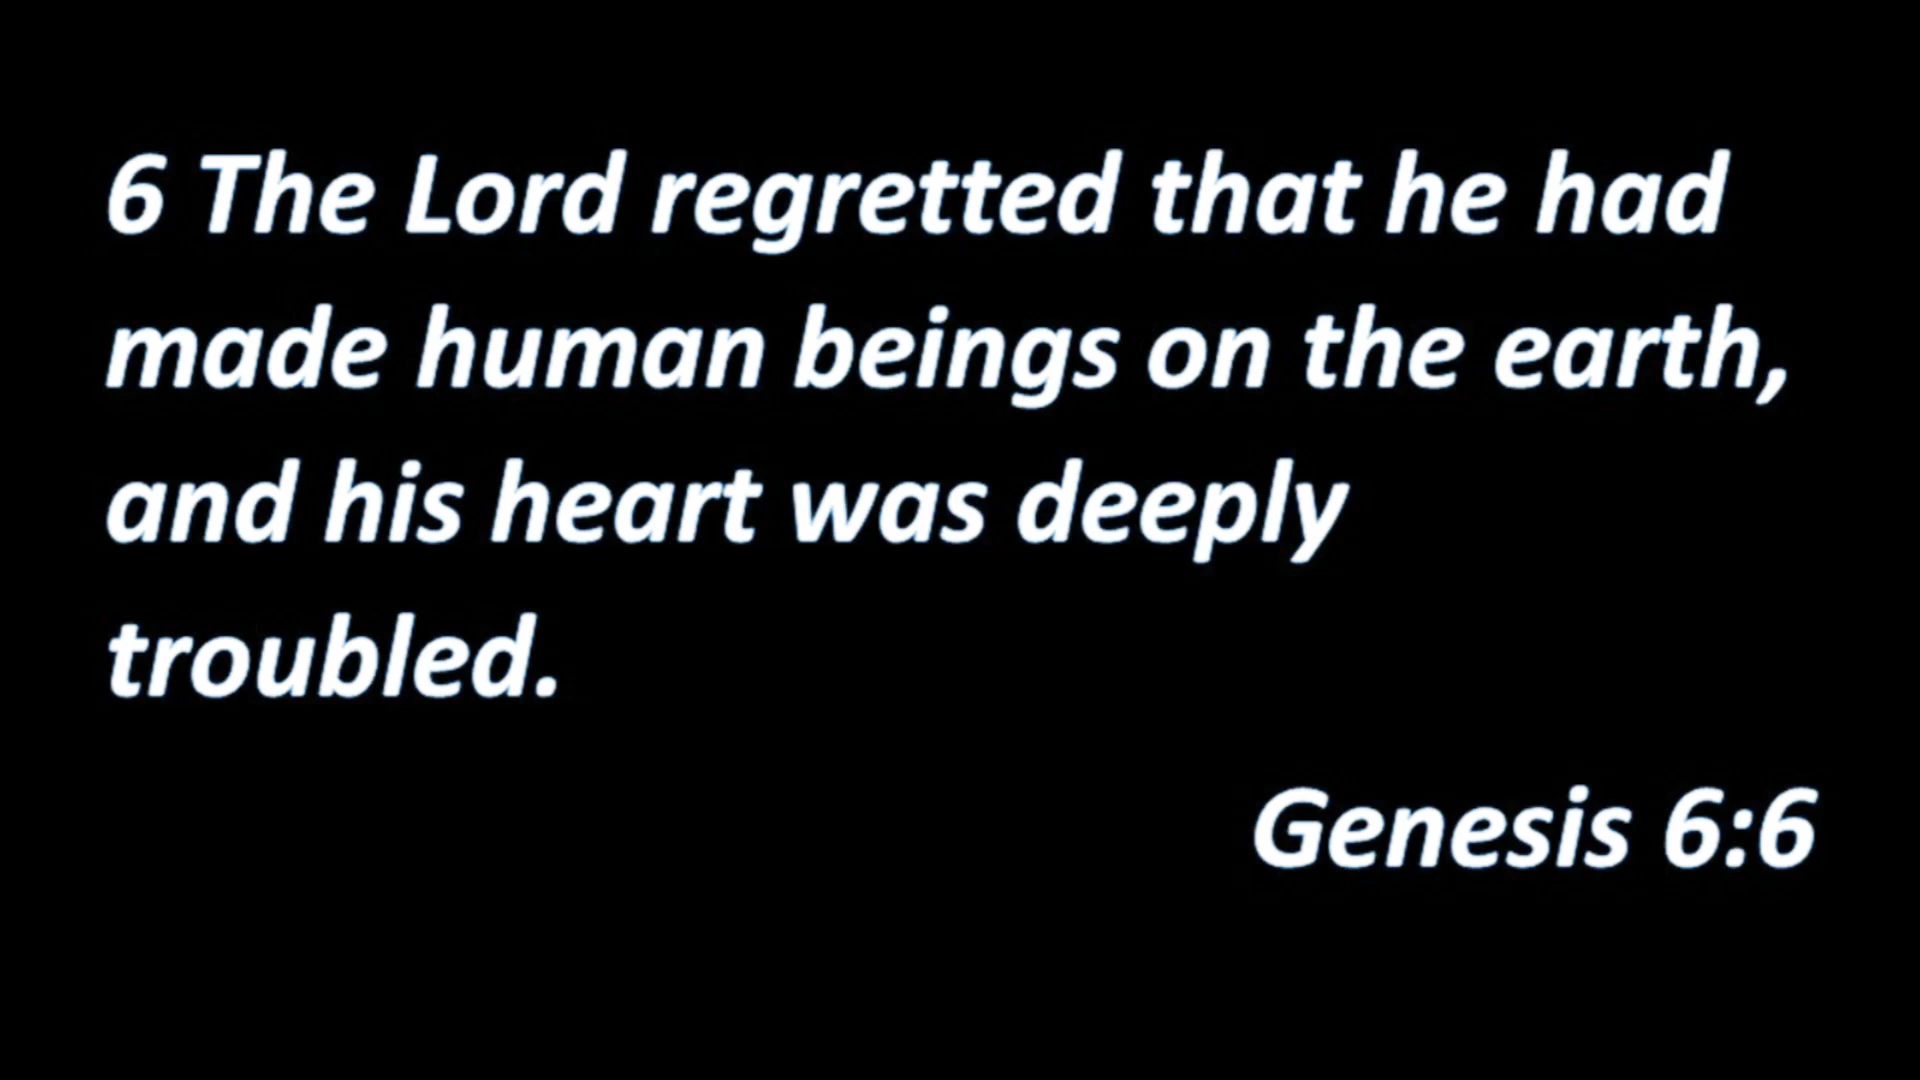 6 The Lord regretted that he had
made human beings on the earth,
and his heart was deeply
troubled.
Genesis 6:6